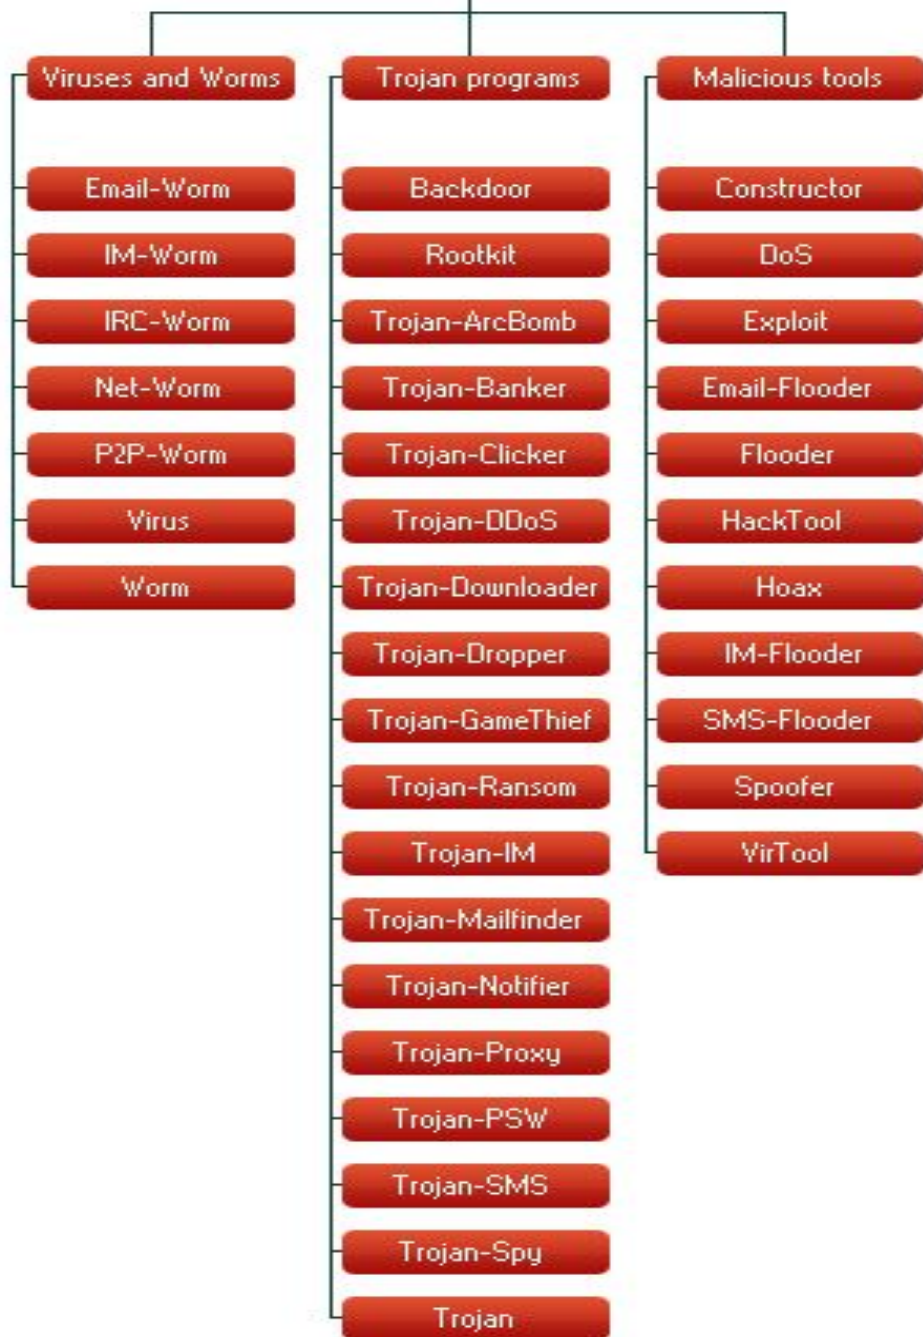 Viruses and Worms
Email-Worm
IM-Worm
IRC-Worm
Net-Worm
P2P-Worm
Virus
Worm
Trojan programs
Backdoor
Rootkit
Trojan-ArcBomb
Trojan-Banker
Trojan-Clicker
Trojan-DDoS
Trojan-Downloader
Trojan-Dropper
Trojan-GameThief
Trojan-Ransom
Trojan-IM
Trojan-Mailfinder
Trojan-Notifier
Trojan-Proxy
Trojan-PSW
Trojan-SMS
Trojan-Spy
Trojan
Malicious tools
Constructor
DoS
Exploit
Email-Flooder
Flooder
HackTool
Hoax
IM-Flooder
SMS-Flooder
Spoofer
VirTool